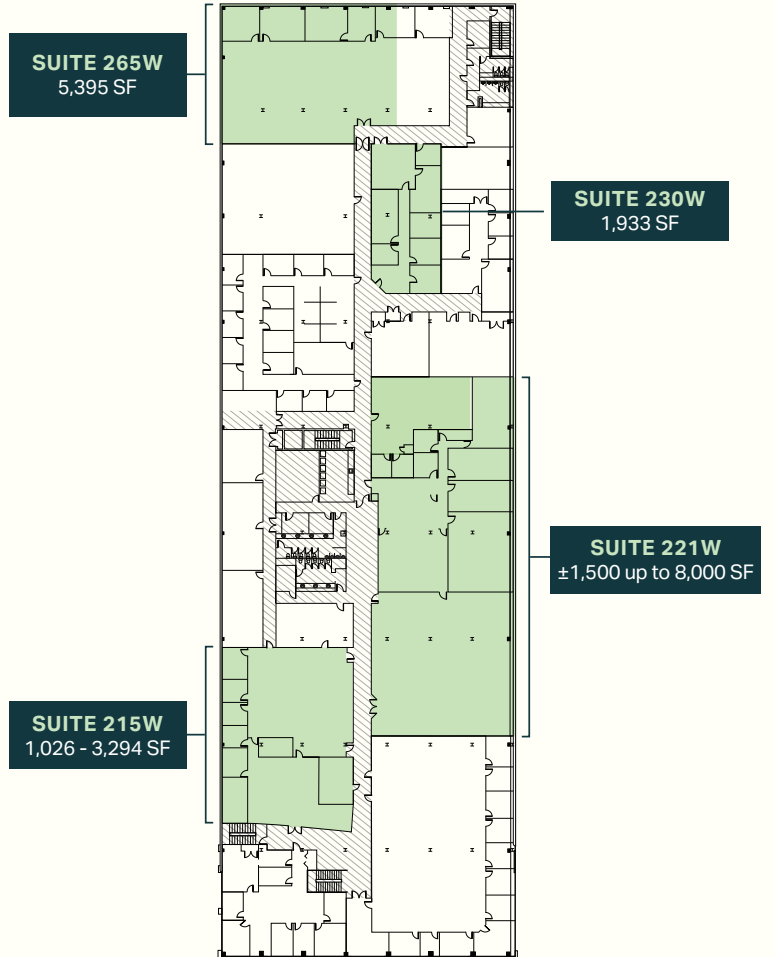 SUITE 265W
5,395 SF
SUITE 230W
1,933 SF
SUITE 221W
±1,500 up to 8,000 SF
SUITE 215W
1,026 - 3,294 SF